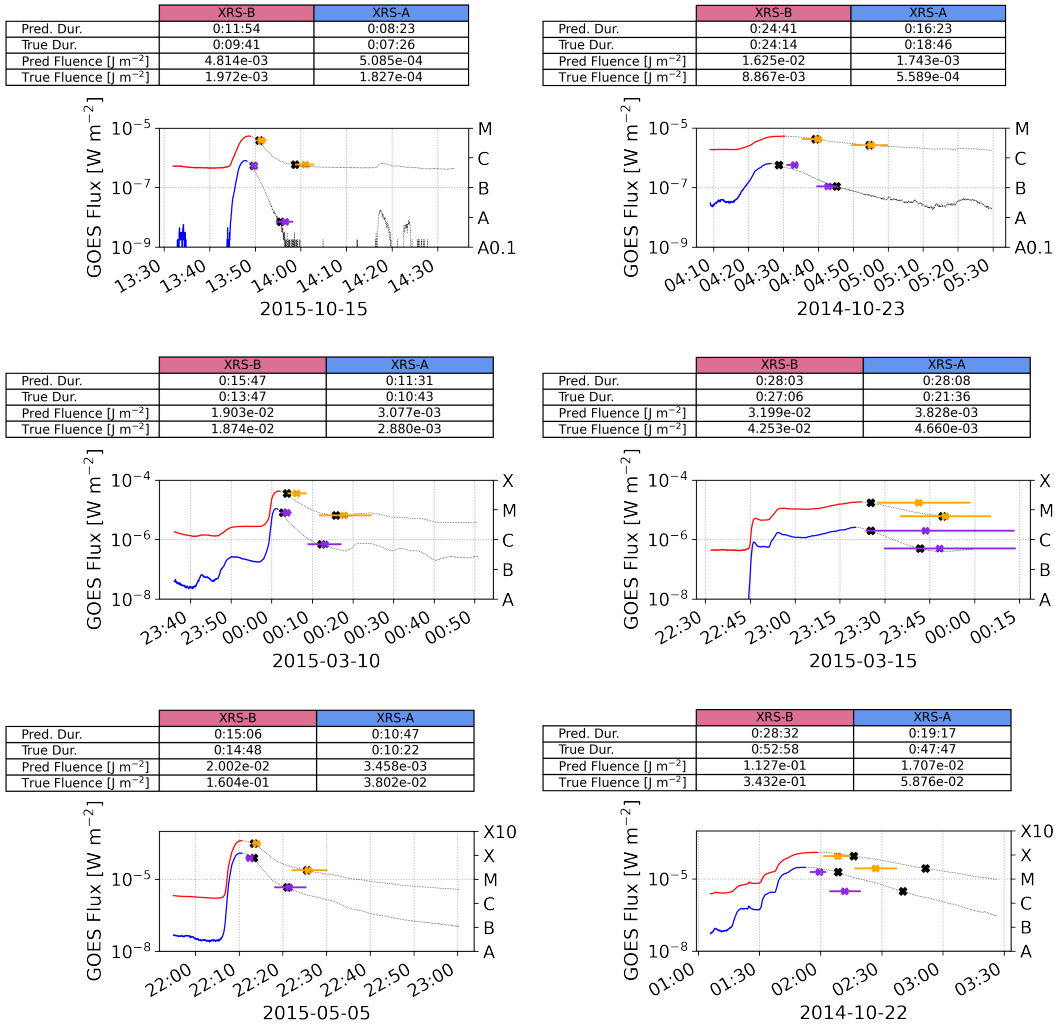 XRS-B XRS-A
Pred. Dur. 0:11:54 0:08:23
True Dur. 0:09:41 0:07:26
Pred Fluence [J m⁻²] 4.814e-03 5.085e-04
True Fluence [J m⁻²] 1.972e-03 1.827e-04
GOES Flux [W m⁻²]
10⁻⁵ M
C
10⁻⁷ B
A
10⁻⁹ A0.1
13:30 13:40 13:50 14:00 14:10 14:20 14:30
2015-10-15
XRS-B XRS-A
Pred. Dur. 0:24:41 0:16:23
True Dur. 0:24:14 0:18:46
Pred Fluence [J m⁻²] 1.625e-02 1.743e-03
True Fluence [J m⁻²] 8.867e-03 5.589e-04
GOES Flux [W m⁻²]
10⁻⁵ M
C
10⁻⁷ B
A
10⁻⁹ A0.1
04:10 04:20 04:30 04:40 04:50 05:00 05:10 05:20 05:30
2014-10-23
XRS-B XRS-A
Pred. Dur. 0:15:47 0:11:31
True Dur. 0:13:47 0:10:43
Pred Fluence [J m⁻²] 1.903e-02 3.077e-03
True Fluence [J m⁻²] 1.874e-02 2.880e-03
GOES Flux [W m⁻²]
10⁻⁴ X
M
10⁻⁶ C
B
10⁻⁸ A
23:40 23:50 00:00 00:10 00:20 00:30 00:40 00:50
2015-03-10
XRS-B XRS-A
Pred. Dur. 0:28:03 0:28:08
True Dur. 0:27:06 0:21:36
Pred Fluence [J m⁻²] 3.199e-02 3.828e-03
True Fluence [J m⁻²] 4.253e-02 4.660e-03
GOES Flux [W m⁻²]
10⁻⁴ X
M
10⁻⁶ C
B
10⁻⁸ A
22:30 22:45 23:00 23:15 23:30 23:45 00:00 00:15
2015-03-15
XRS-B XRS-A
Pred. Dur. 0:15:06 0:10:47
True Dur. 0:14:48 0:10:22
Pred Fluence [J m⁻²] 2.002e-02 3.458e-03
True Fluence [J m⁻²] 1.604e-01 3.802e-02
GOES Flux [W m⁻²]
X10
X
10⁻⁵ M
C
B
10⁻⁸ A
22:00 22:10 22:20 22:30 22:40 22:50 23:00
2015-05-05
XRS-B XRS-A
Pred. Dur. 0:28:32 0:19:17
True Dur. 0:52:58 0:47:47
Pred Fluence [J m⁻²] 1.127e-01 1.707e-02
True Fluence [J m⁻²] 3.432e-01 5.876e-02
GOES Flux [W m⁻²]
X10
X
10⁻⁵ M
C
B
10⁻⁸ A
01:00 01:30 02:00 02:30 03:00 03:30
2014-10-22